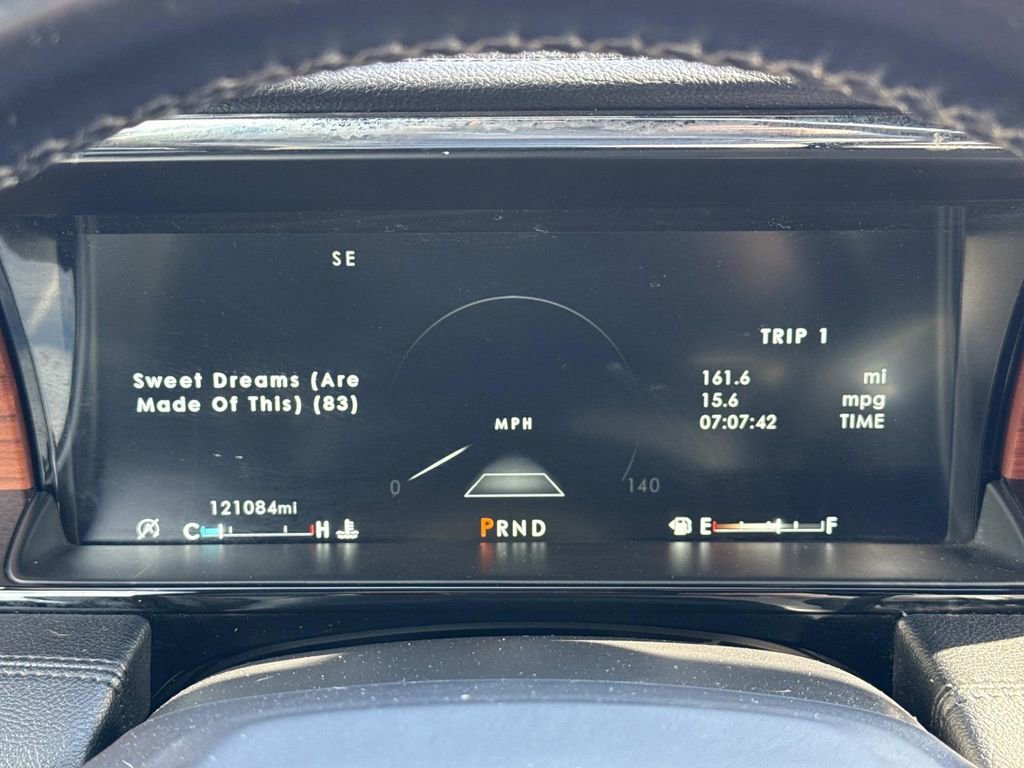 SE
TRIP 1
Sweet Dreams (Are
Made Of This) (83)
161.6 mi
15.6 mpg
07:07:42 TIME
MPH
0
140
121084mi
C H
PRND
E F